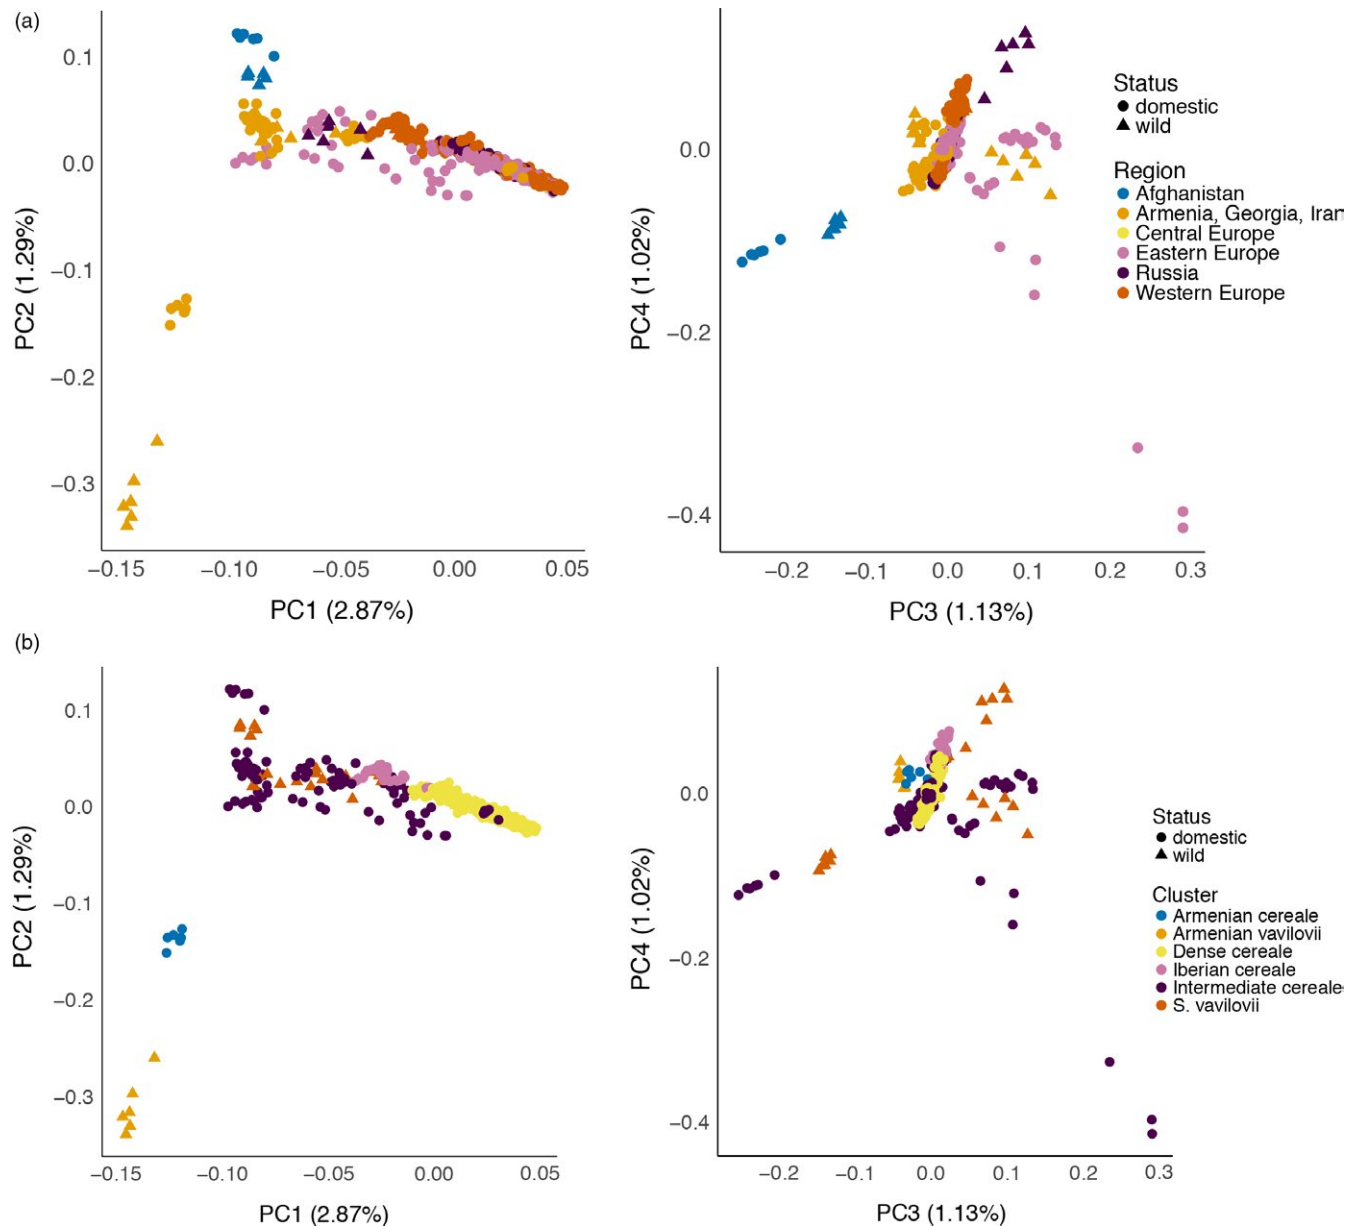 (a)
0.1
0.0
−0.1
−0.2
−0.3
PC2 (1.29%)
−0.15 −0.10 −0.05 0.00 0.05
PC1 (2.87%)
0.0
−0.2
−0.4
PC4 (1.02%)
−0.2 −0.1 0.0 0.1 0.2 0.3
PC3 (1.13%)
Status
domestic
wild
Region
Afghanistan
Armenia, Georgia, Iran
Central Europe
Eastern Europe
Russia
Western Europe
(b)
0.1
0.0
−0.1
−0.2
−0.3
PC2 (1.29%)
−0.15 −0.10 −0.05 0.00 0.05
PC1 (2.87%)
0.0
−0.2
−0.4
PC4 (1.02%)
−0.2 −0.1 0.0 0.1 0.2 0.3
PC3 (1.13%)
Status
domestic
wild
Cluster
Armenian cereale
Armenian vavilovii
Dense cereale
Iberian cereale
Intermediate cereale
S. vavilovii